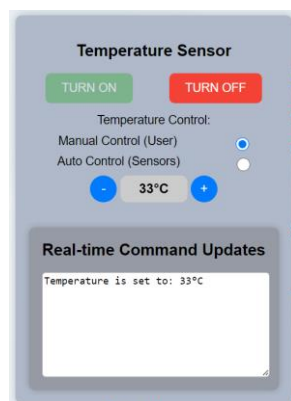 Temperature Sensor
TURN ON TURN OFF
Temperature Control:
Manual Control (User)
Auto Control (Sensors)
- 33°C +
Real-time Command Updates
Temperature is set to: 33°C